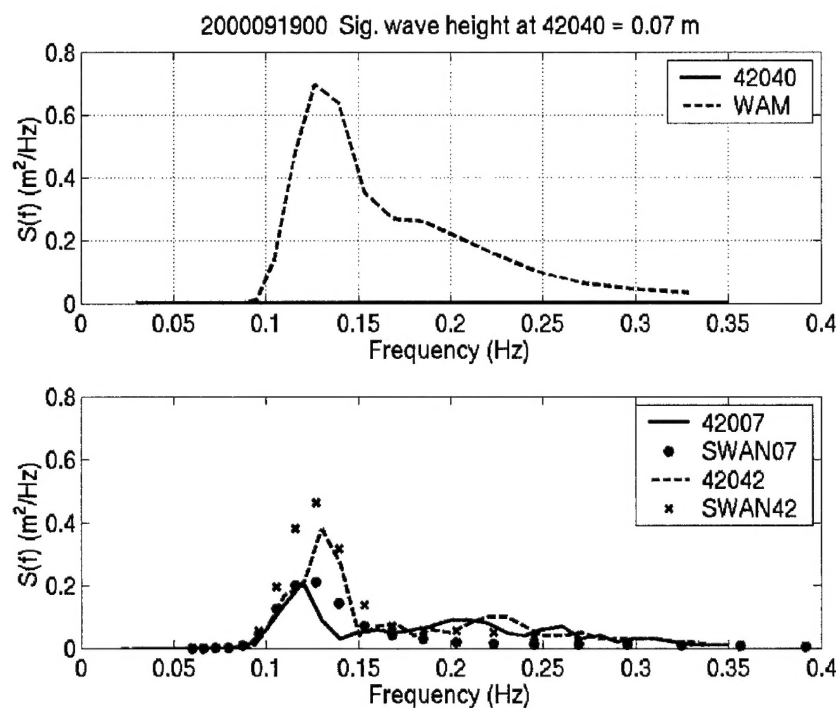 2000091900 Sig. wave height at 42040 = 0.07 m
0.8
0.6
0.4
0.2
0
S(f) (m²/Hz)
42040
WAM
0 0.05 0.1 0.15 0.2 0.25 0.3 0.35 0.4
Frequency (Hz)
0.8
0.6
0.4
0.2
0
S(f) (m²/Hz)
42007
SWAN07
42042
SWAN42
0 0.05 0.1 0.15 0.2 0.25 0.3 0.35 0.4
Frequency (Hz)